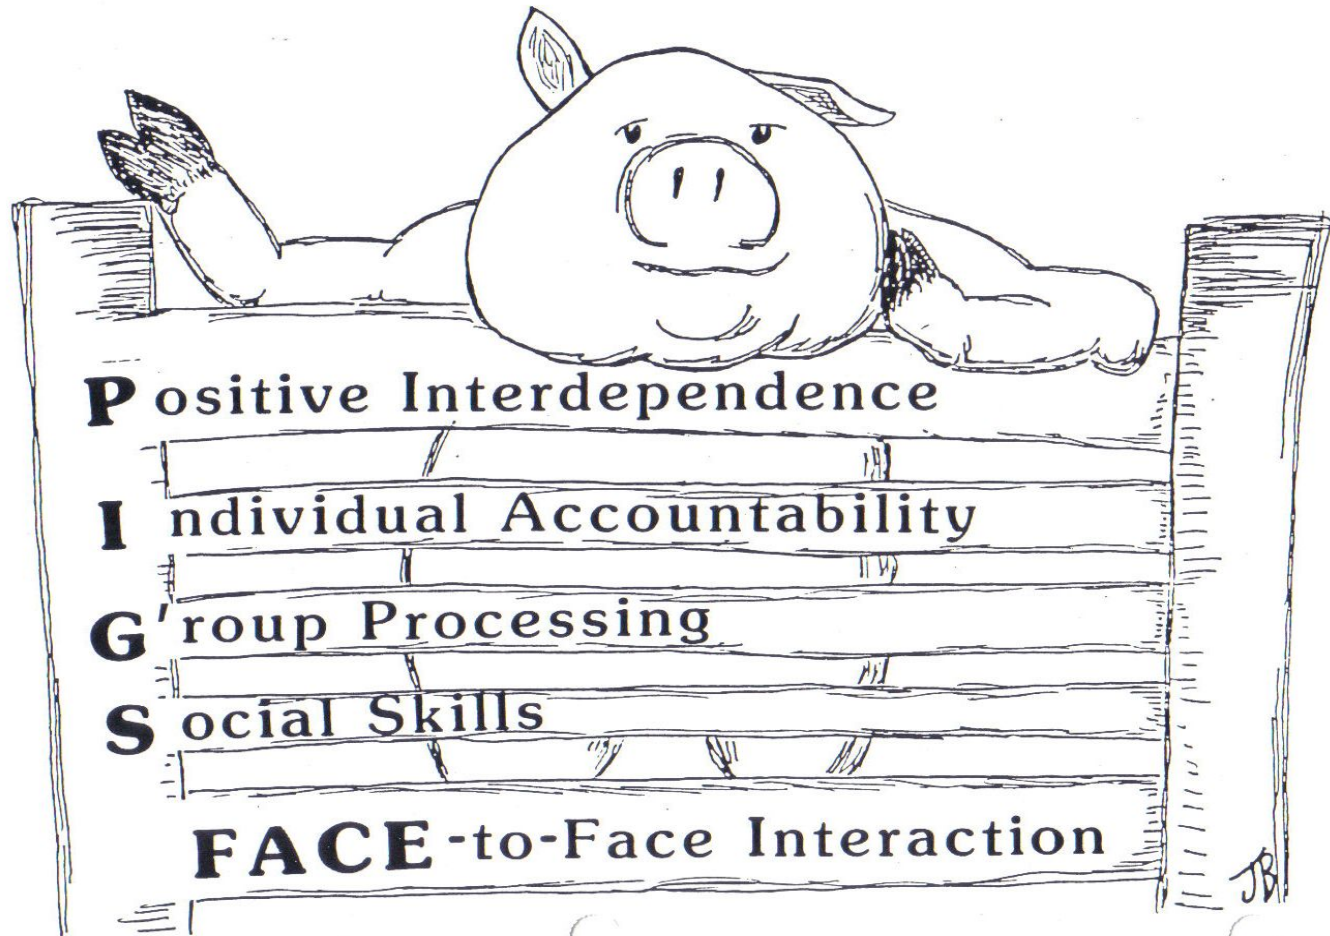 Positive Interdependence
Individual Accountability
G'roup Processing
Social Skills
FACE-to-Face Interaction
JB